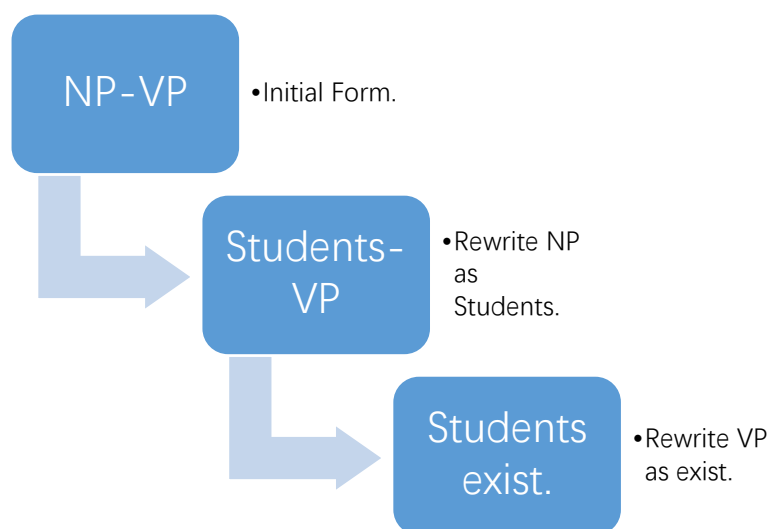 NP-VP
•Initial Form.
Students-
VP
•Rewrite NP
as
Students.
Students
exist.
•Rewrite VP
as exist.